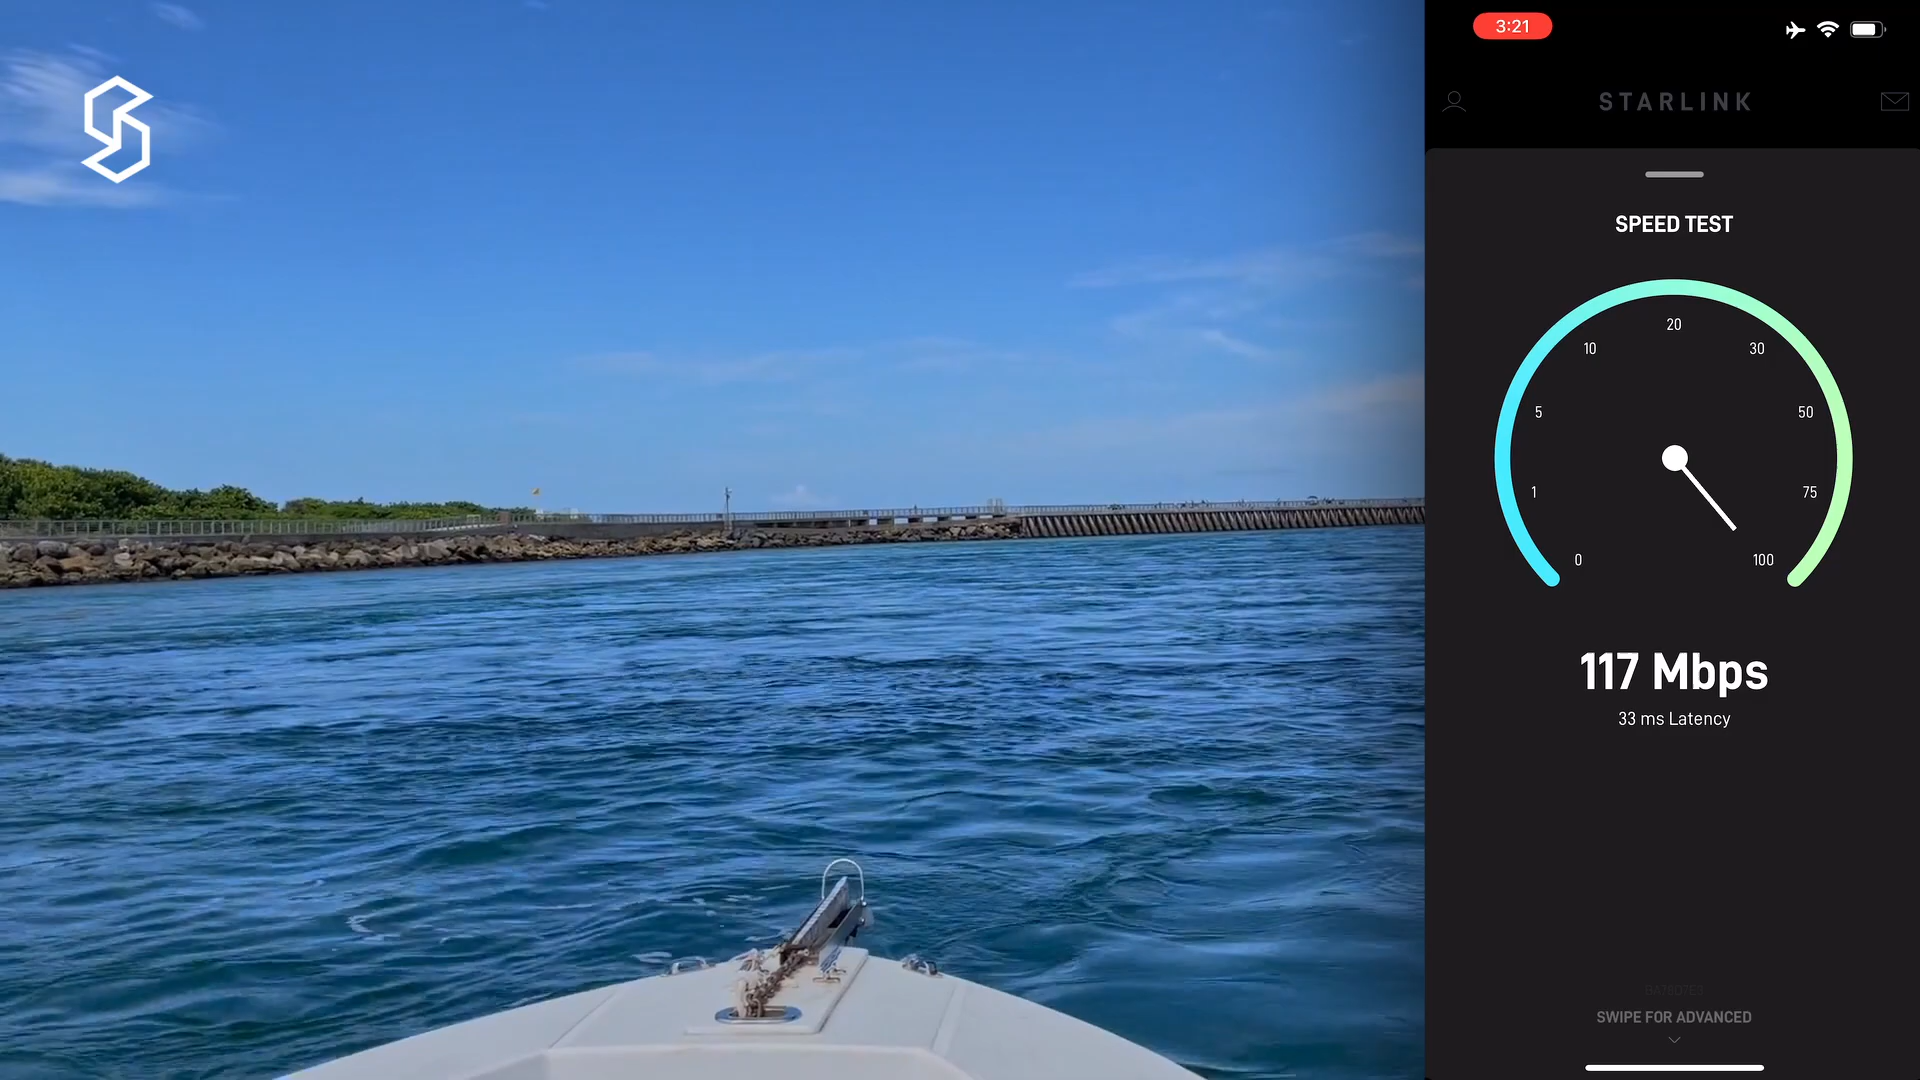 3:21
STARLINK
SPEED TEST
20
10
30
5
50
1
75
0
100
117 Mbps
33 ms Latency
SWIPE FOR ADVANCED